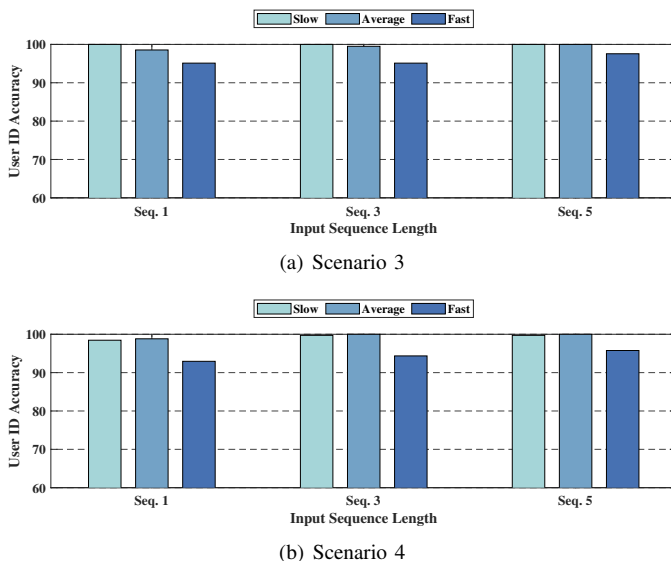 Slow Average Fast
100
90
80
70
60
User ID Accuracy
Seq. 1 Seq. 3 Seq. 5
Input Sequence Length
(a) Scenario 3
Slow Average Fast
100
90
80
70
60
User ID Accuracy
Seq. 1 Seq. 3 Seq. 5
Input Sequence Length
(b) Scenario 4